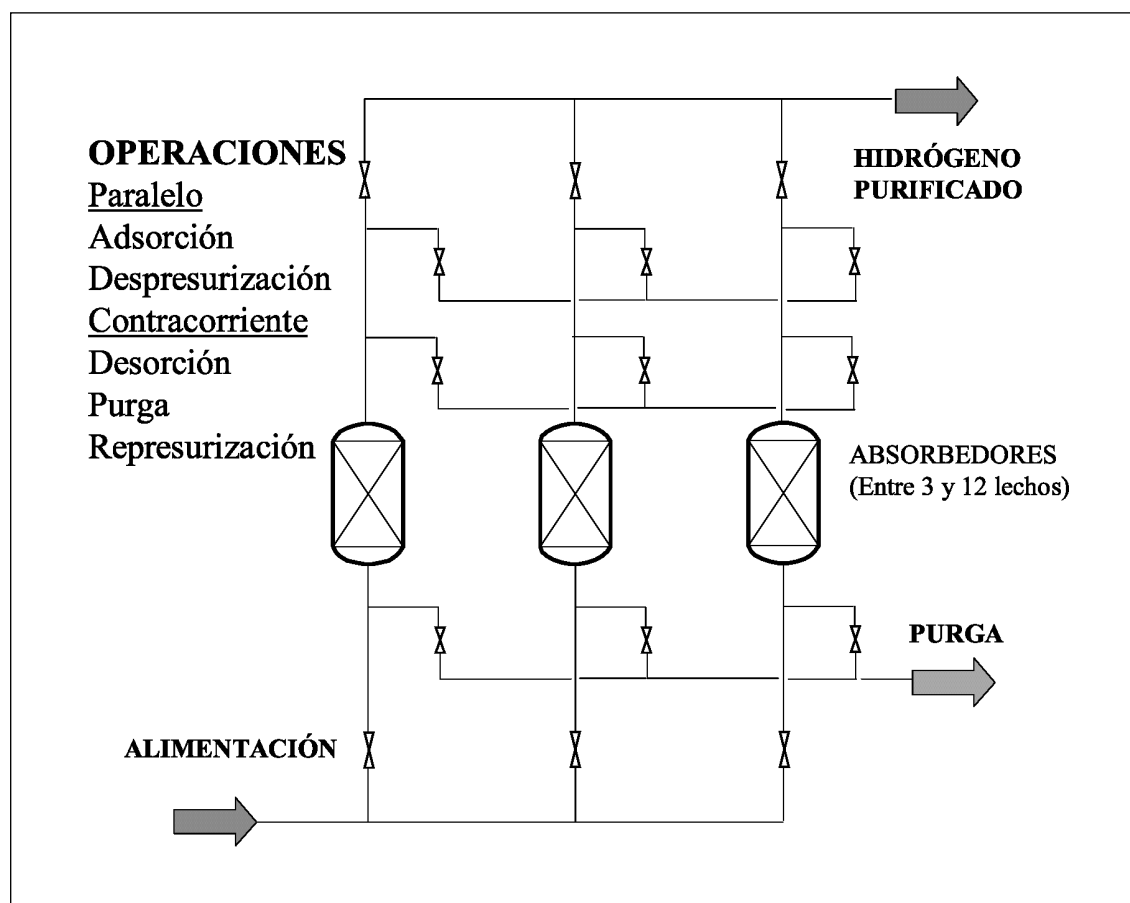 OPERACIONES
Paralelo
Adsorción
Despresurización
Contracorriente
Desorción
Purga
Represurización
HIDRÓGENO
PURIFICADO
ABSORBEDORES
(Entre 3 y 12 lechos)
PURGA
ALIMENTACIÓN